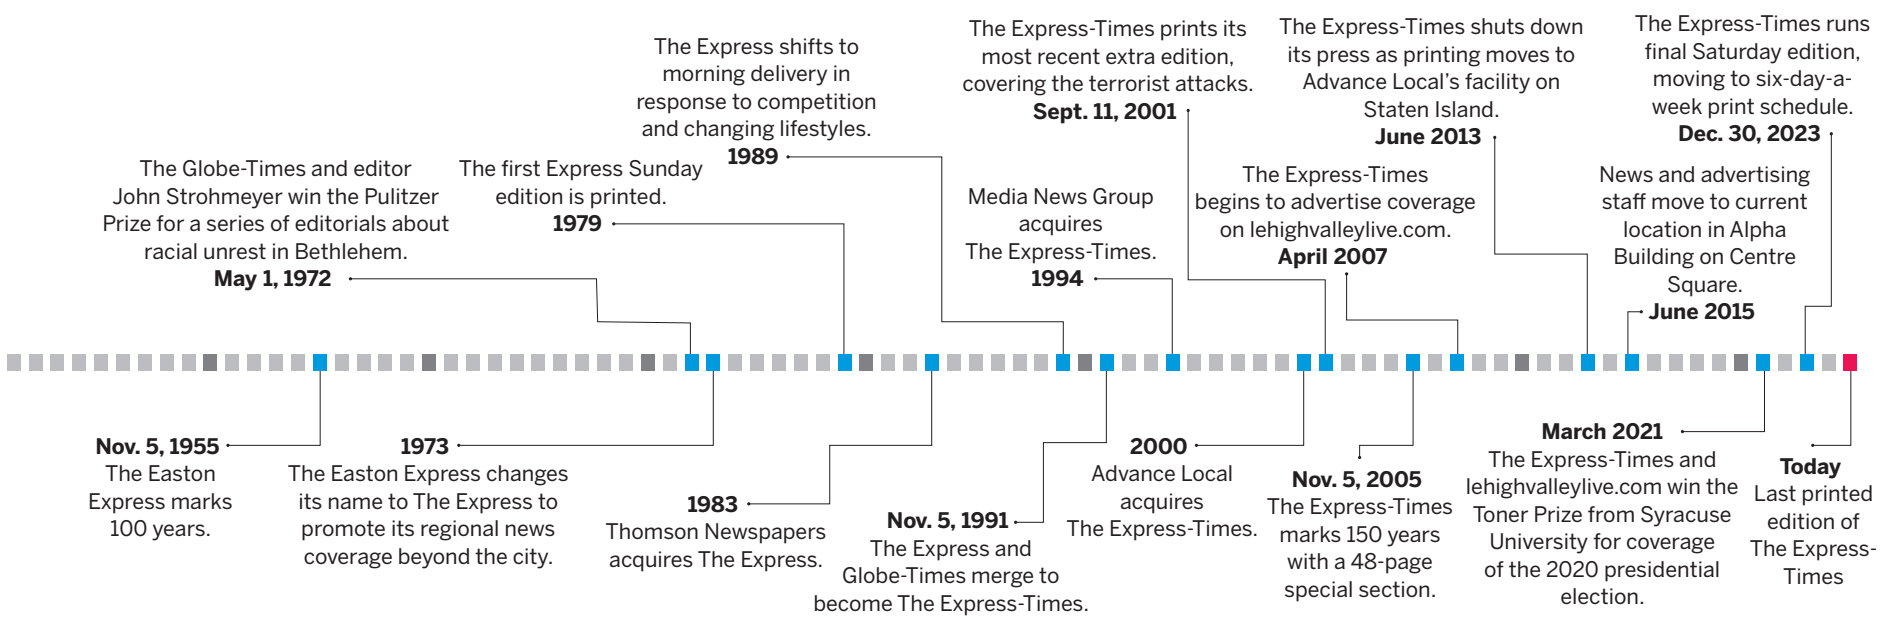 The Globe-Times and editor
John Strohmeyer win the Pulitzer
Prize for a series of editorials about
racial unrest in Bethlehem.
May 1, 1972
The first Express Sunday
edition is printed.
1979
The Express shifts to
morning delivery in
response to competition
and changing lifestyles.
1989
Media News Group
acquires
The Express-Times.
1994
The Express-Times prints its
most recent extra edition,
covering the terrorist attacks.
Sept. 11, 2001
The Express-Times
begins to advertise coverage
on lehighvalleylive.com.
April 2007
The Express-Times shuts down
its press as printing moves to
Advance Local's facility on
Staten Island.
June 2013
News and advertising
staff move to current
location in Alpha
Building on Centre
Square.
June 2015
The Express-Times runs
final Saturday edition,
moving to six-day-a-
week print schedule.
Dec. 30, 2023
Nov. 5, 1955
The Easton
Express marks
100 years.
1973
The Easton Express changes
its name to The Express to
promote its regional news
coverage beyond the city.
1983
Thomson Newspapers
acquires The Express.
Nov. 5, 1991
The Express and
Globe-Times merge to
become The Express-Times.
2000
Advance Local
acquires
The Express-Times.
Nov. 5, 2005
The Express-Times
marks 150 years
with a 48-page
special section.
March 2021
The Express-Times and
lehighvalleylive.com win the
Toner Prize from Syracuse
University for coverage
of the 2020 presidential
election.
Today
Last printed
edition of
The Express-
Times